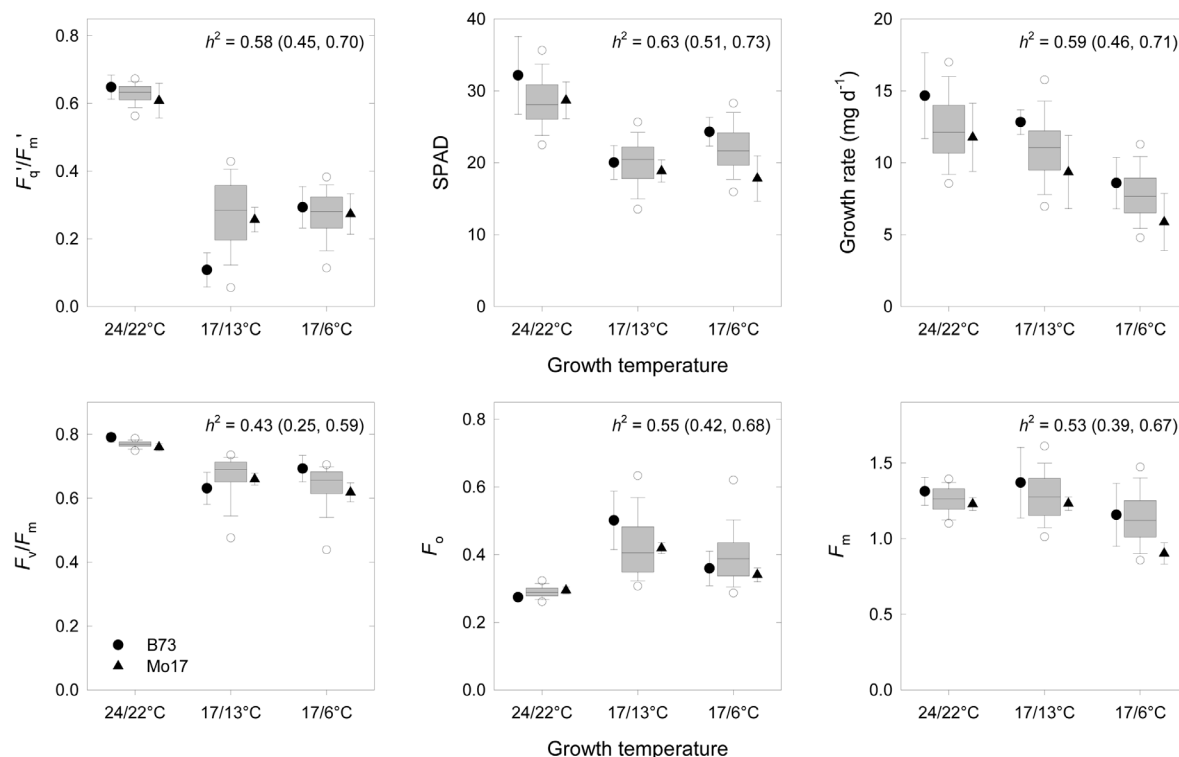 h² = 0.58 (0.45, 0.70)
Fq'/Fm'
0.8
0.6
0.4
0.2
0.0
24/22°C 17/13°C 17/6°C
h² = 0.63 (0.51, 0.73)
SPAD
40
30
20
10
0
24/22°C 17/13°C 17/6°C
Growth temperature
h² = 0.59 (0.46, 0.71)
Growth rate (mg d⁻¹)
20
15
10
5
0
24/22°C 17/13°C 17/6°C
h² = 0.43 (0.25, 0.59)
Fv/Fm
0.8
0.6
0.4
0.2
0.0
B73
Mo17
24/22°C 17/13°C 17/6°C
h² = 0.55 (0.42, 0.68)
Fo
0.8
0.6
0.4
0.2
0.0
24/22°C 17/13°C 17/6°C
Growth temperature
h² = 0.53 (0.39, 0.67)
Fm
1.5
1.0
0.5
0.0
24/22°C 17/13°C 17/6°C